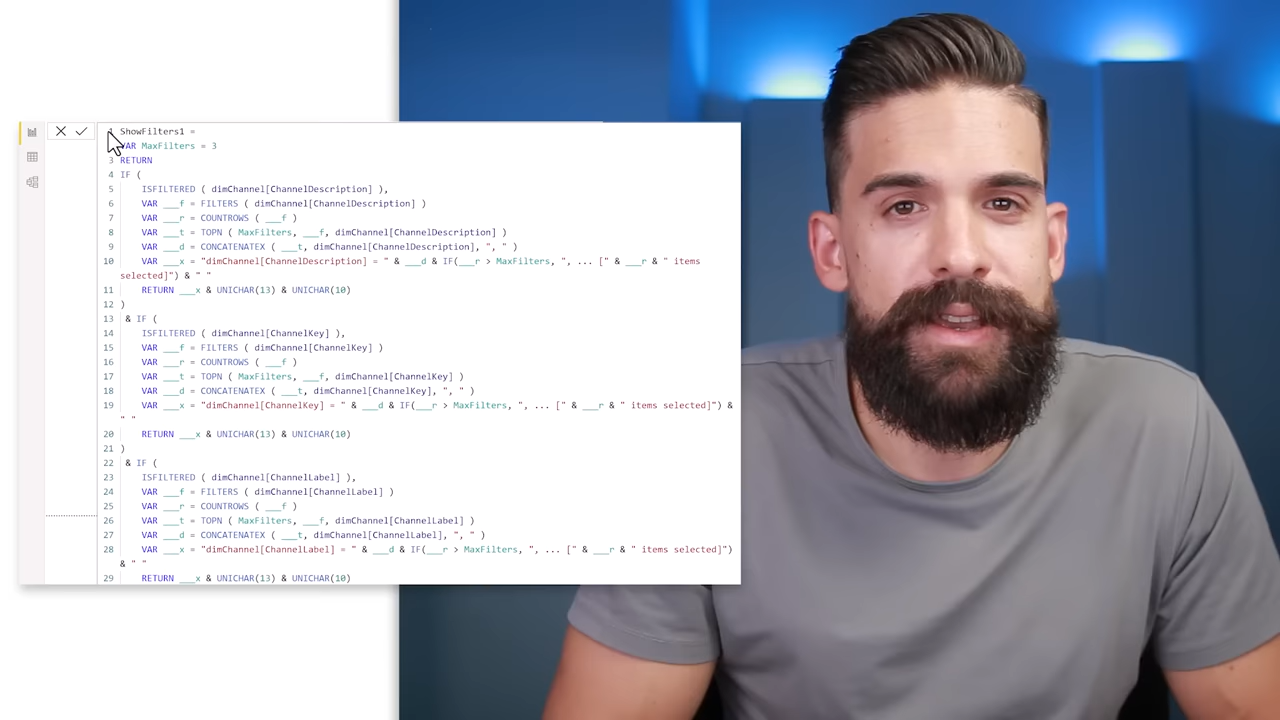 ShowFilters1 =
VAR MaxFilters = 3
3 RETURN
4 IF (
5 ISFILTERED ( dimChannel[ChannelDescription] ),
6 VAR ___f = FILTERS ( dimChannel[ChannelDescription] )
7 VAR ___r = COUNTROWS ( ___f )
8 VAR ___t = TOPN ( MaxFilters, ___f, dimChannel[ChannelDescription] )
9 VAR ___d = CONCATENATEX ( ___t, dimChannel[ChannelDescription], ", " )
10 VAR ___x = "dimChannel[ChannelDescription] = " & ___d & IF(___r > MaxFilters, ", ... [" & ___r & " items
selected]") & " "
11 RETURN ___x & UNICHAR(13) & UNICHAR(10)
12 )
13 & IF (
14 ISFILTERED ( dimChannel[ChannelKey] ),
15 VAR ___f = FILTERS ( dimChannel[ChannelKey] )
16 VAR ___r = COUNTROWS ( ___f )
17 VAR ___t = TOPN ( MaxFilters, ___f, dimChannel[ChannelKey] )
18 VAR ___d = CONCATENATEX ( ___t, dimChannel[ChannelKey], ", " )
19 VAR ___x = "dimChannel[ChannelKey] = " & ___d & IF(___r > MaxFilters, ", ... [" & ___r & " items selected]") &
" "
20 RETURN ___x & UNICHAR(13) & UNICHAR(10)
21 )
22 & IF (
23 ISFILTERED ( dimChannel[ChannelLabel] ),
24 VAR ___f = FILTERS ( dimChannel[ChannelLabel] )
25 VAR ___r = COUNTROWS ( ___f )
26 VAR ___t = TOPN ( MaxFilters, ___f, dimChannel[ChannelLabel] )
27 VAR ___d = CONCATENATEX ( ___t, dimChannel[ChannelLabel], ", " )
28 VAR ___x = "dimChannel[ChannelLabel] = " & ___d & IF(___r > MaxFilters, ", ... [" & ___r & " items selected]")
& " "
29 RETURN ___x & UNICHAR(13) & UNICHAR(10)